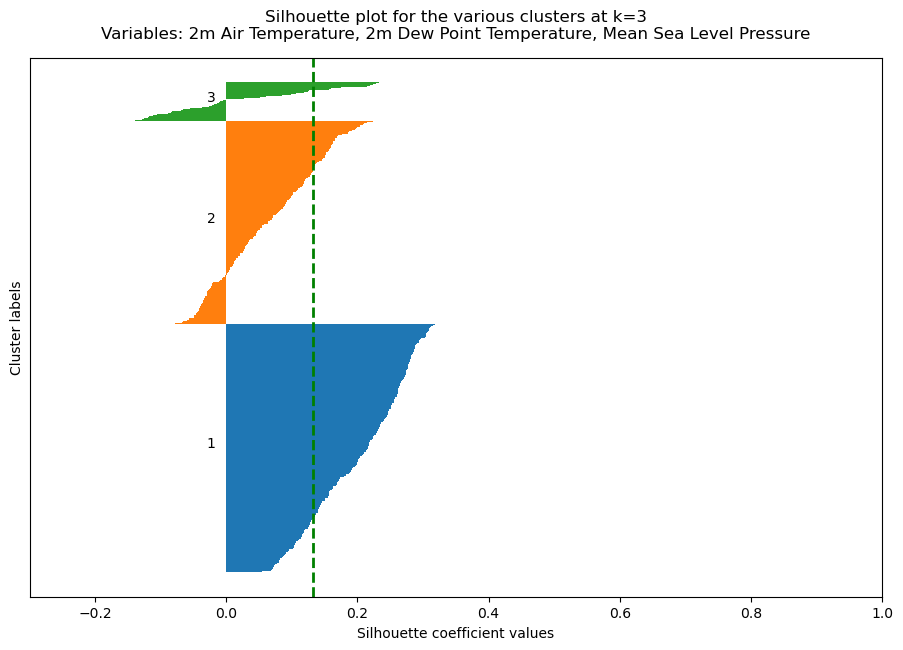 Silhouette plot for the various clusters at k=3
Variables: 2m Air Temperature, 2m Dew Point Temperature, Mean Sea Level Pressure
3
2
1
Cluster labels
−0.2 0.0 0.2 0.4 0.6 0.8 1.0
Silhouette coefficient values